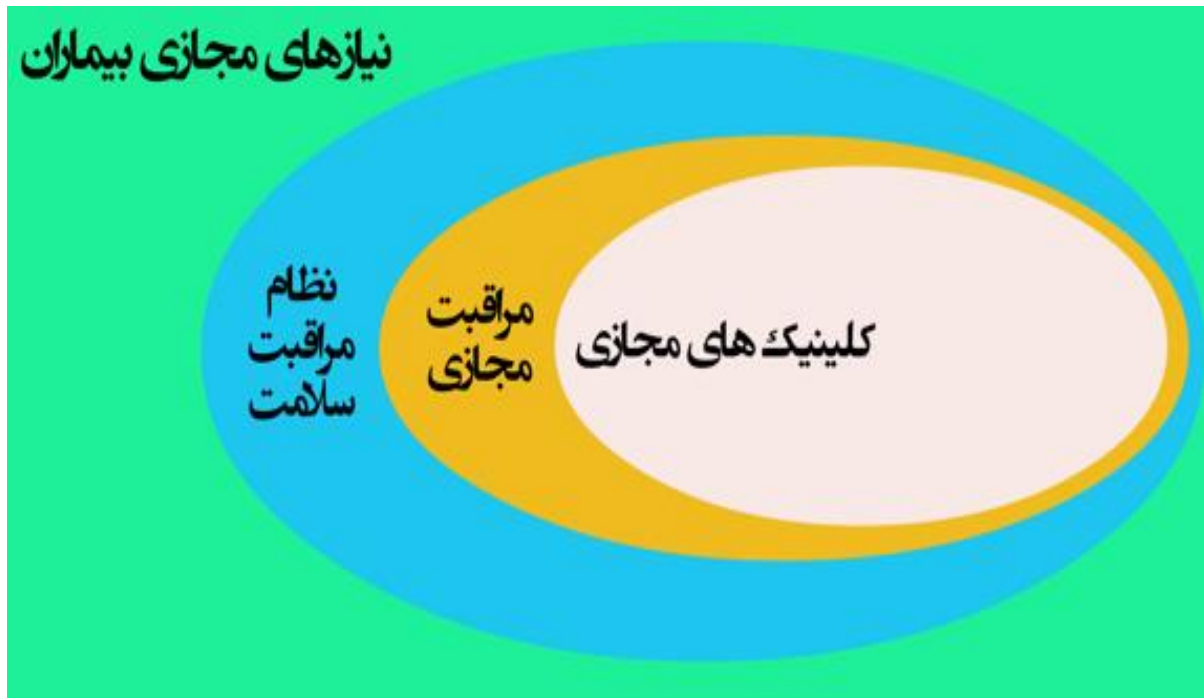 نیازهای مجازی بیماران
نظام
مراقبت
سلامت
مراقبت
مجازی
کلینیک های مجازی